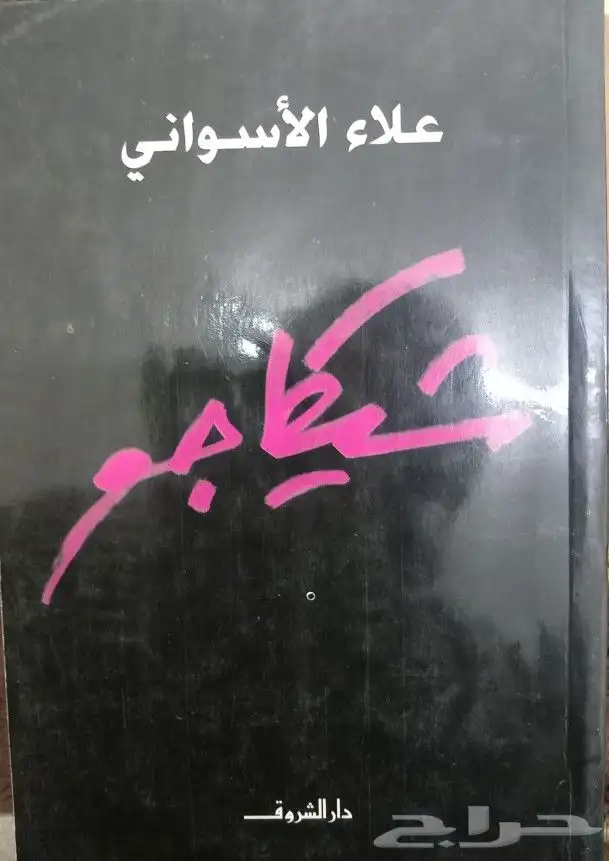 علاء الأسواني
شيكاجو
دار الشروق
حراج